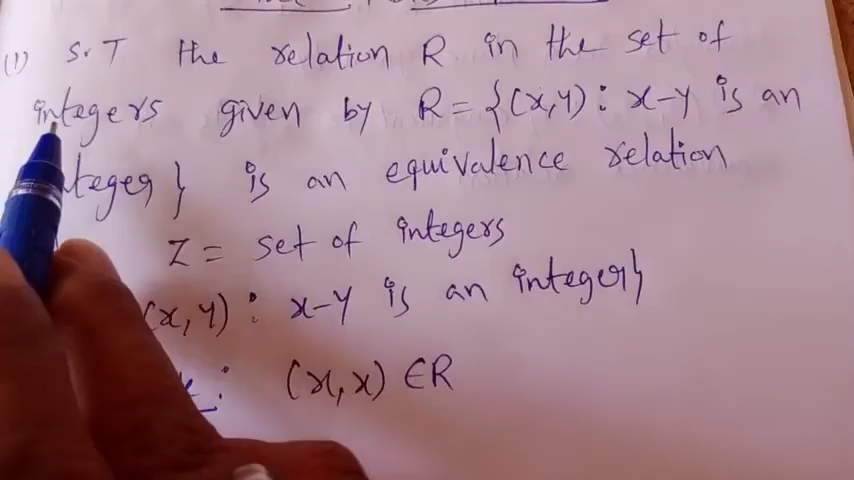 (1) S.T the relation R in the set of
integers given by R = {(x,y) : x-y is an
teger } is an equivalence relation
Z = set of integers
(x,y) : x-y is an integer}
: (x,x) ∈R